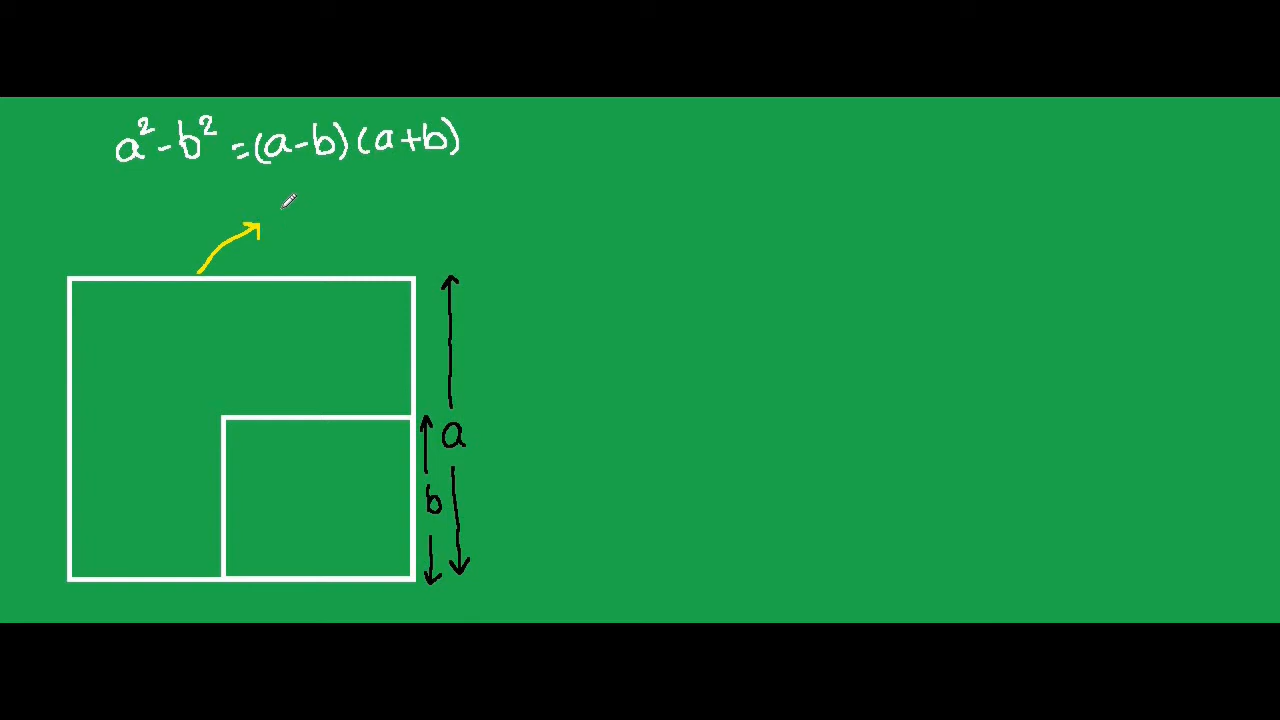 a² - b² = (a-b) (a+b)
a
b